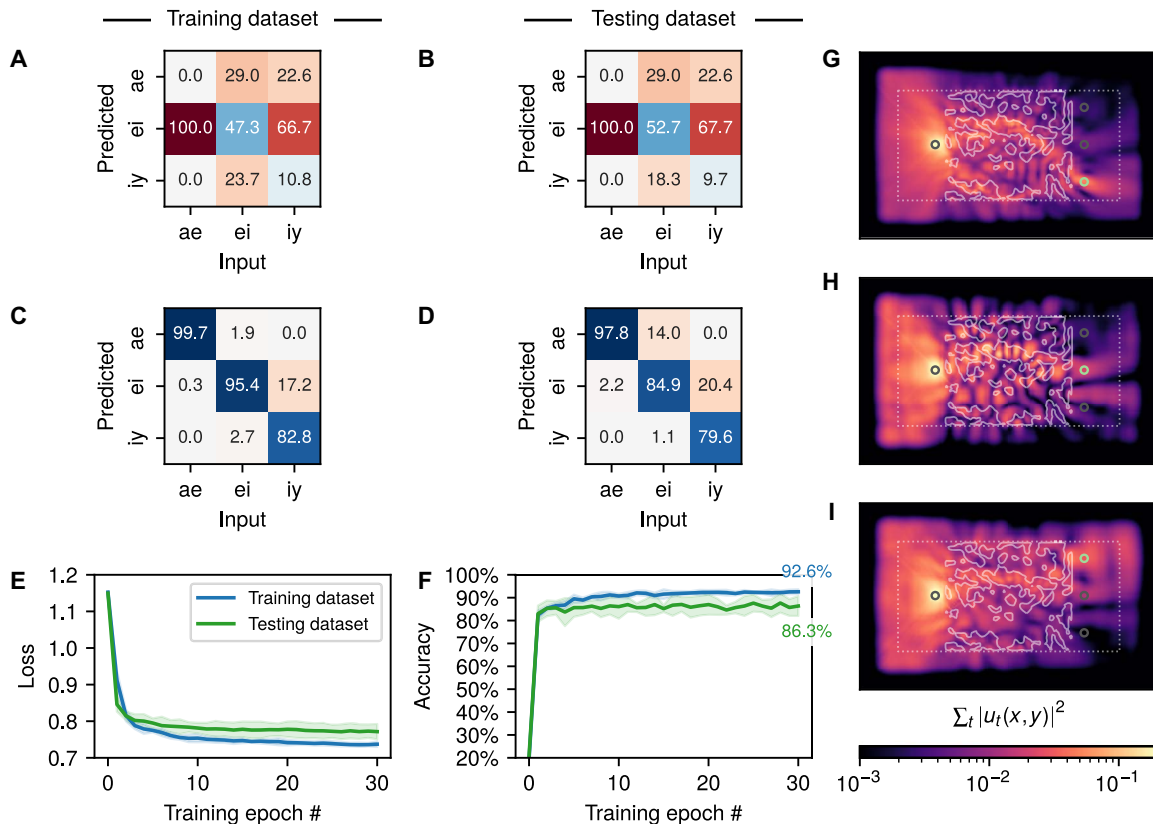 Training dataset
Testing dataset
A
Predicted
ae
ei
iy
0.0 29.0 22.6
100.0 47.3 66.7
0.0 23.7 10.8
ae ei iy
Input
B
Predicted
ae
ei
iy
0.0 29.0 22.6
100.0 52.7 67.7
0.0 18.3 9.7
ae ei iy
Input
C
Predicted
ae
ei
iy
99.7 1.9 0.0
0.3 95.4 17.2
0.0 2.7 82.8
ae ei iy
Input
D
Predicted
ae
ei
iy
97.8 14.0 0.0
2.2 84.9 20.4
0.0 1.1 79.6
ae ei iy
Input
E
Loss
1.2
1.1
1.0
0.9
0.8
0.7
Training dataset
Testing dataset
0 10 20 30
Training epoch #
F
Accuracy
100%
90%
80%
70%
60%
50%
40%
30%
20%
92.6%
86.3%
0 10 20 30
Training epoch #
G
H
I
∑ₜ |uₜ(x, y)|²
10⁻³ 10⁻² 10⁻¹